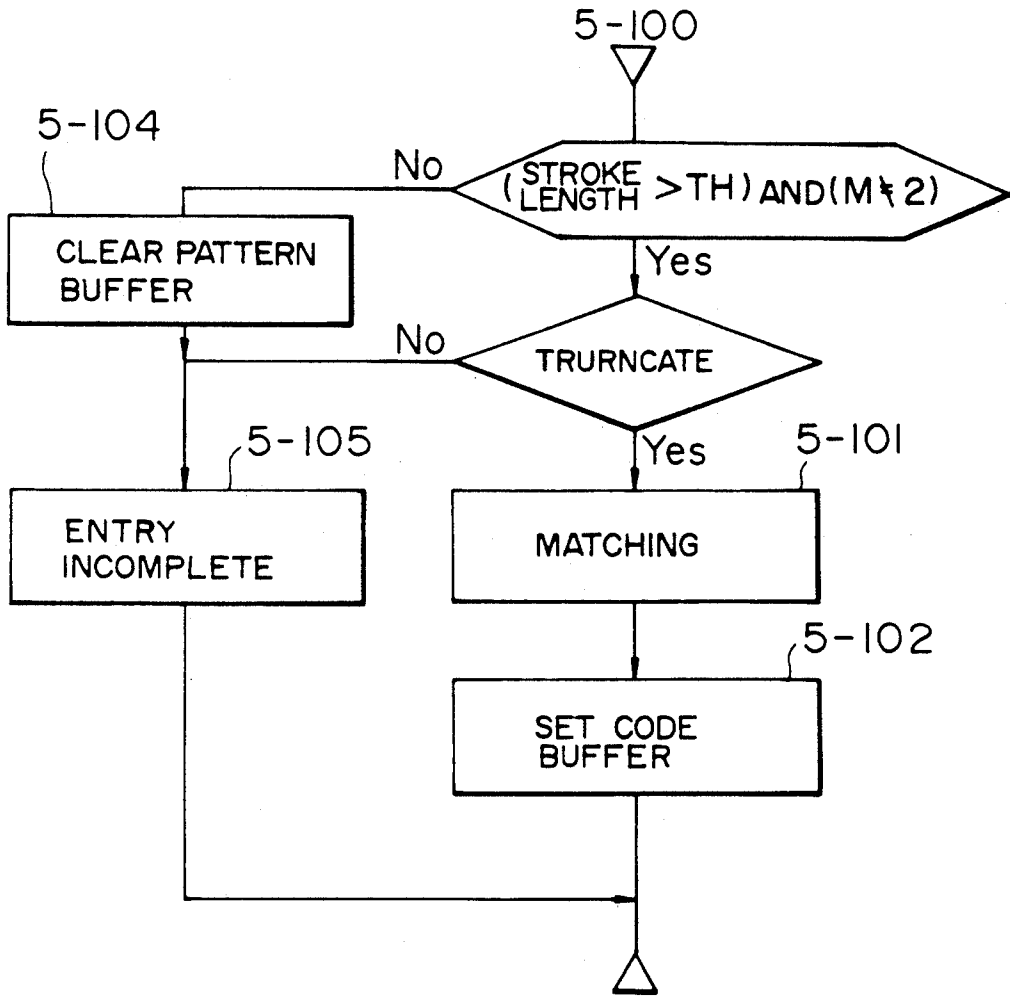 5-100
5-104
No
(STROKE LENGTH > TH) AND (M ≠ 2)
CLEAR PATTERN
BUFFER
Yes
No
TRURNCATE
5-105
Yes
5-101
ENTRY
INCOMPLETE
MATCHING
5-102
SET CODE
BUFFER